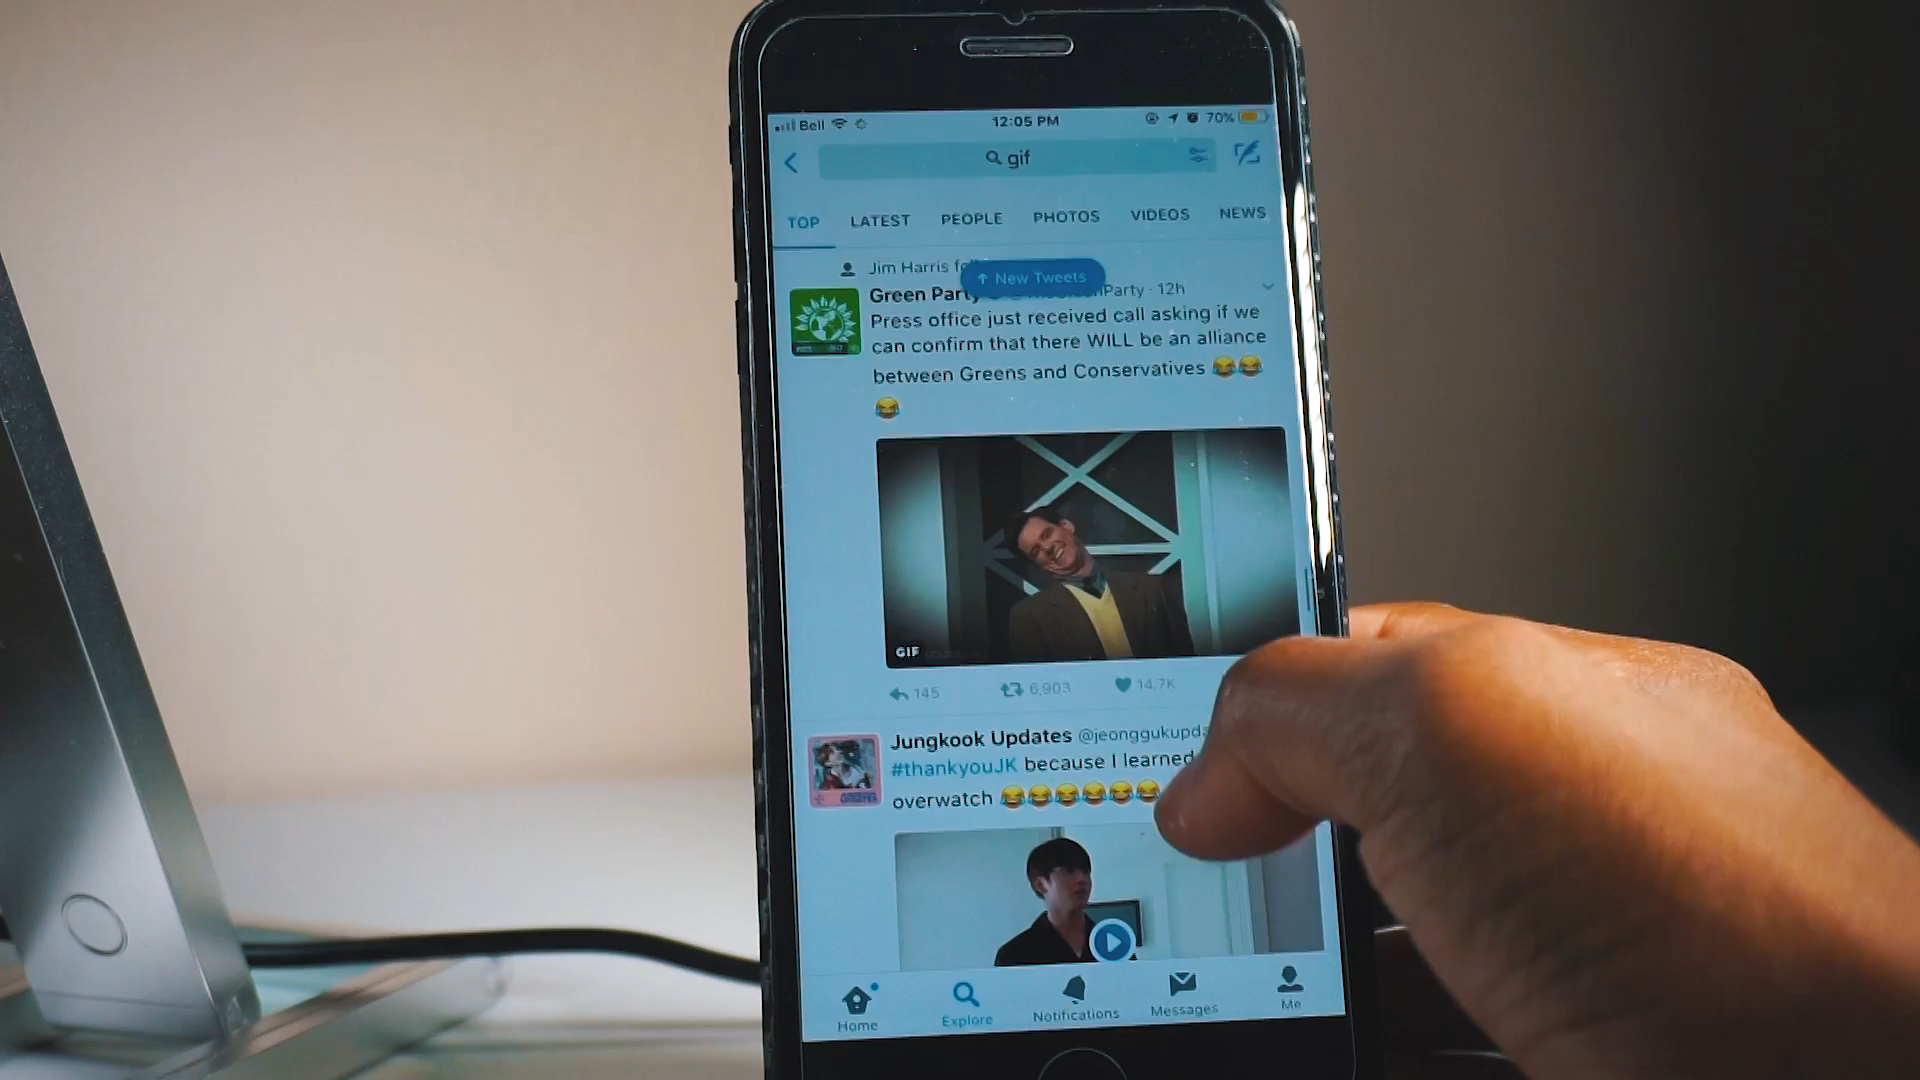 Bell 12:05 PM 70%
gif
TOP LATEST PEOPLE PHOTOS VIDEOS NEWS
Jim Harris
New Tweets
Green Party · 12h
Press office just received call asking if we
can confirm that there WILL be an alliance
between Greens and Conservatives 😂😂
😂
GIF
145 6,903 14.7K
Jungkook Updates @jeonggukupda
#thankyouJK because I learned
overwatch 😂😂😂😂😂😂
Home Explore Notifications Messages Me